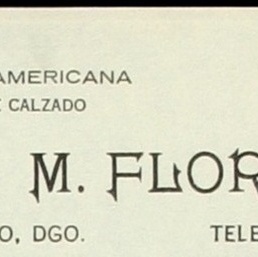 AMERICANA
E CALZADO
M. FLOR
O, DGO. TELE